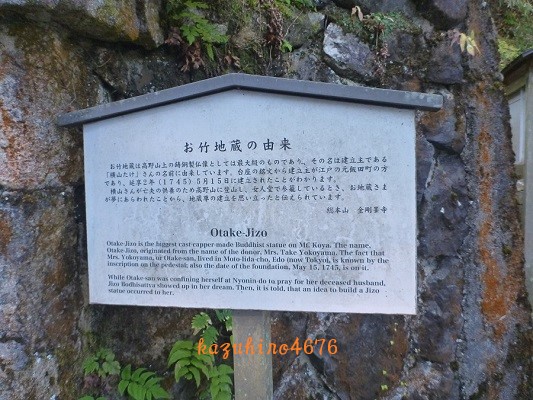 お竹地蔵の由来
お竹地蔵は高野山上の鋳銅製仏像としては最大級のものであり、その名は建立主である
「横山たけ」さんの名前に由来しています。台座の銘文から建立主が江戸の元飯田町の方
であり、延享2年(1745)5月15日に建立されたことがわかります。
横山さんが亡夫の供養のため高野山に登山し、女人堂で参籠しているとき、お地蔵さま
が夢にあらわれたことから、地蔵尊の建立を思い立ったと伝えられています。
総本山 金剛峯寺
Otake-Jizo
Otake-Jizo is the biggest cast-rapper-made Buddhist statue on Mt. Koya. The name,
Otake-Jizo, originated from the name of the donor, Mrs. Take Yokoyama. The fact that
Mrs. Yokoyama, or Otake-san, lived in Moto-Iida-cho, Edo (now Tokyo), is known by the
inscription on the pedestal; also the date of the foundation, May 15, 1745, is on it.
While Otake-san was confining herself at Nyonin-do to pray for her deceased husband,
Jizo Bodhisattva showed up in her dream. Then, it is told, that an idea to build a Jizo
statue occurred to her.
kazuhiro4676